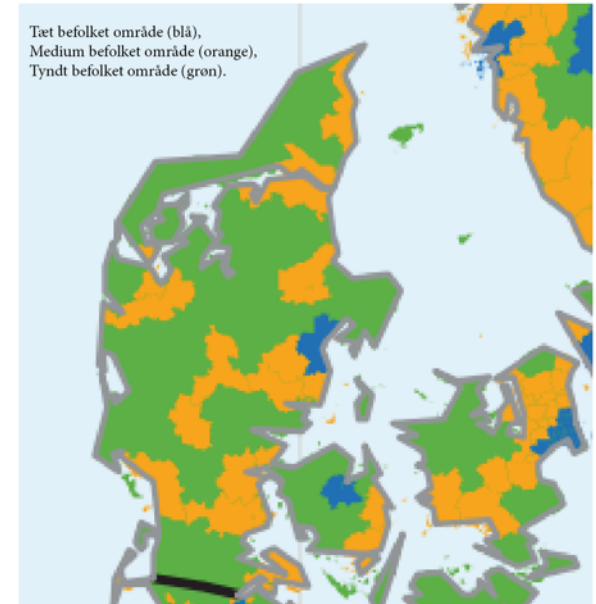 Tæt befolket område (blå),
Medium befolket område (orange),
Tyndt befolket område (grøn).